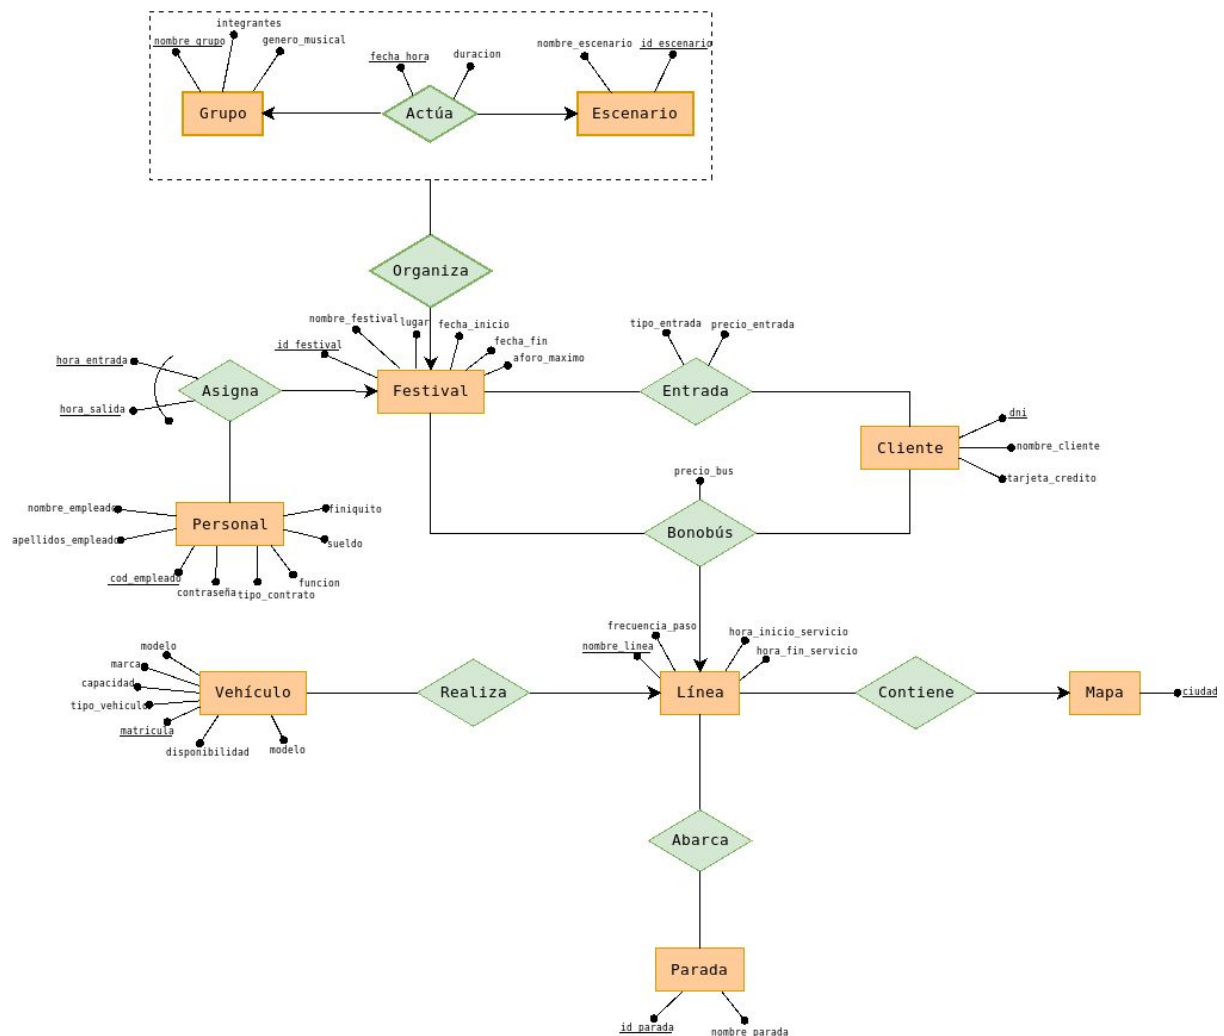 integrantes
nombre_grupo
genero_musical
Grupo
fecha_hora
duracion
Actúa
nombre_escenario
id_escenario
Escenario
Organiza
nombre_festival
lugar
fecha_inicio
id_festival
fecha_fin
aforo_maximo
Festival
tipo_entrada
precio_entrada
Entrada
hora_entrada
hora_salida
Asigna
dni
nombre_cliente
tarjeta_credito
Cliente
precio_bus
Bonobús
nombre_empleado
apellidos_empleado
cod_empleado
contraseña
tipo_contrato
funcion
sueldo
finiquito
Personal
modelo
marca
capacidad
tipo_vehiculo
matricula
disponibilidad
modelo
Vehículo
Realiza
frecuencia_paso
nombre_linea
hora_inicio_servicio
hora_fin_servicio
Línea
Contiene
Mapa
ciudad
Abarca
Parada
id_parada
nombre_parada